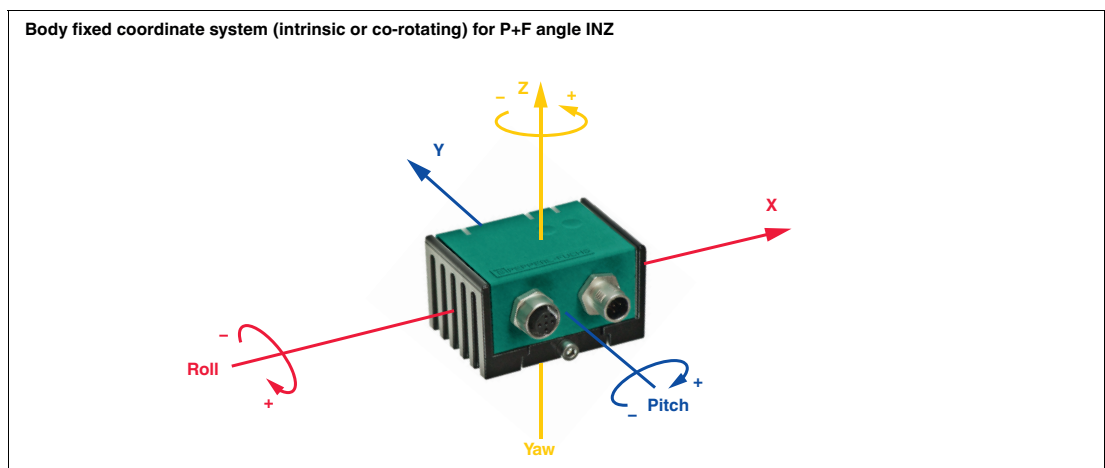 Body fixed coordinate system (intrinsic or co-rotating) for P+F angle INZ
– Z +
Y
X
–
Roll
+
+
–
Pitch
Yaw